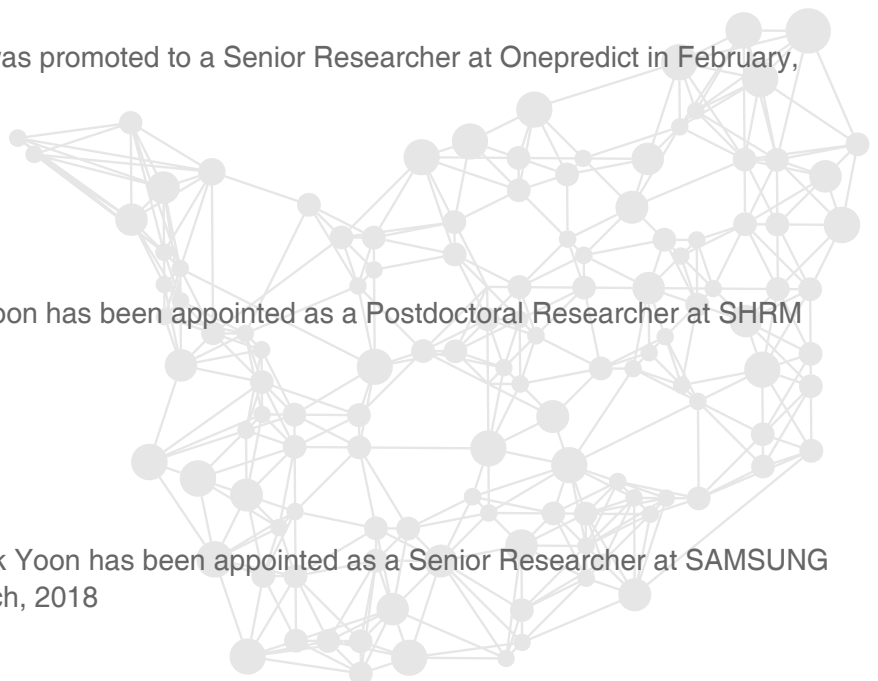 was promoted to a Senior Researcher at Onepredict in February,
oon has been appointed as a Postdoctoral Researcher at SHRM
k Yoon has been appointed as a Senior Researcher at SAMSUNG
ch, 2018